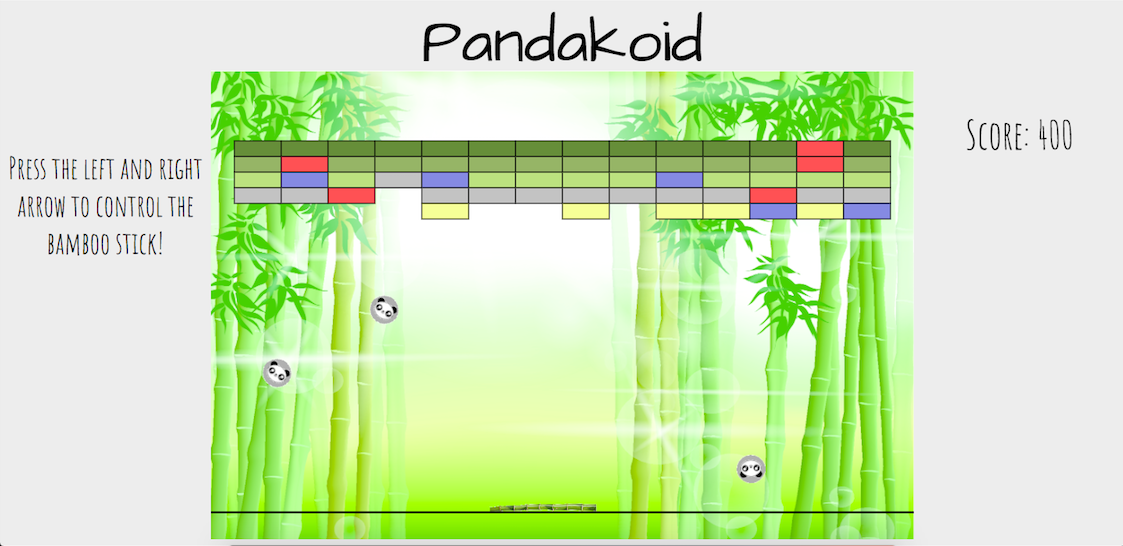 Pandakoid
Press the left and right
arrow to control the
bamboo stick!
Score: 400